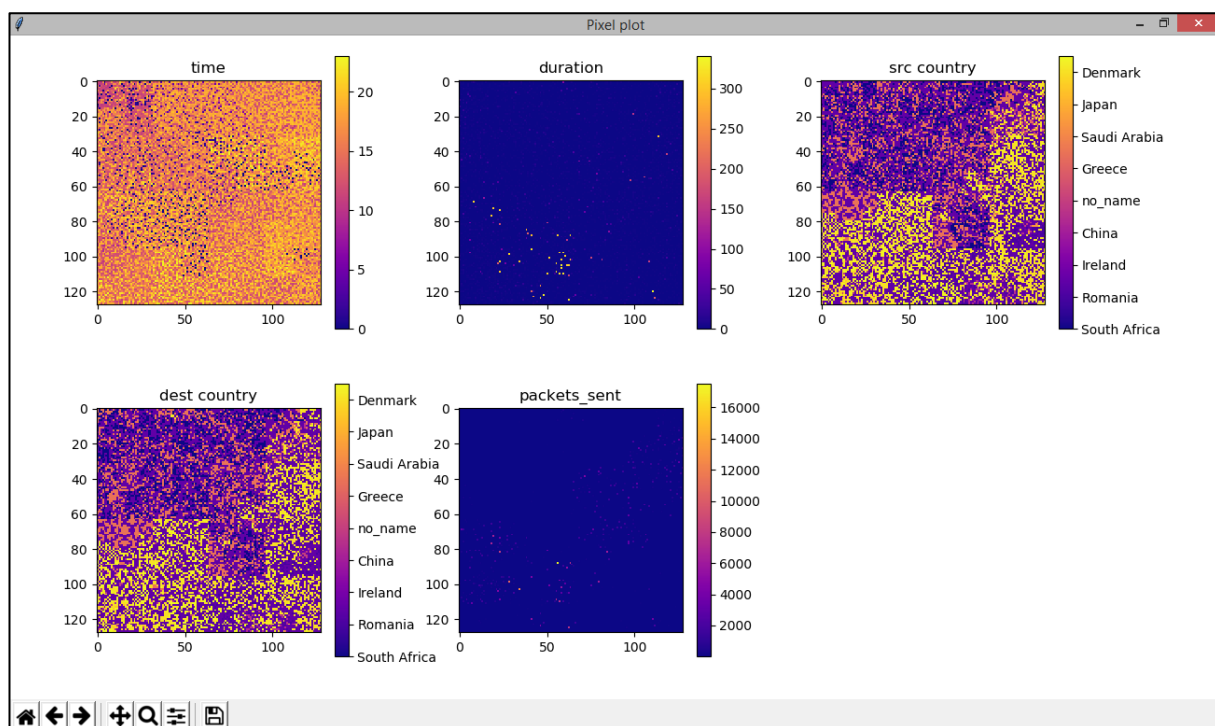 Pixel plot
time
0
20
40
60
80
100
120
0
50
100
20
15
10
5
0
duration
0
20
40
60
80
100
120
0
50
100
300
250
200
150
100
50
0
src country
0
20
40
60
80
100
120
0
50
100
Denmark
Japan
Saudi Arabia
Greece
no_name
China
Ireland
Romania
South Africa
dest country
0
20
40
60
80
100
120
0
50
100
Denmark
Japan
Saudi Arabia
Greece
no_name
China
Ireland
Romania
South Africa
packets_sent
0
20
40
60
80
100
120
0
50
100
16000
14000
12000
10000
8000
6000
4000
2000